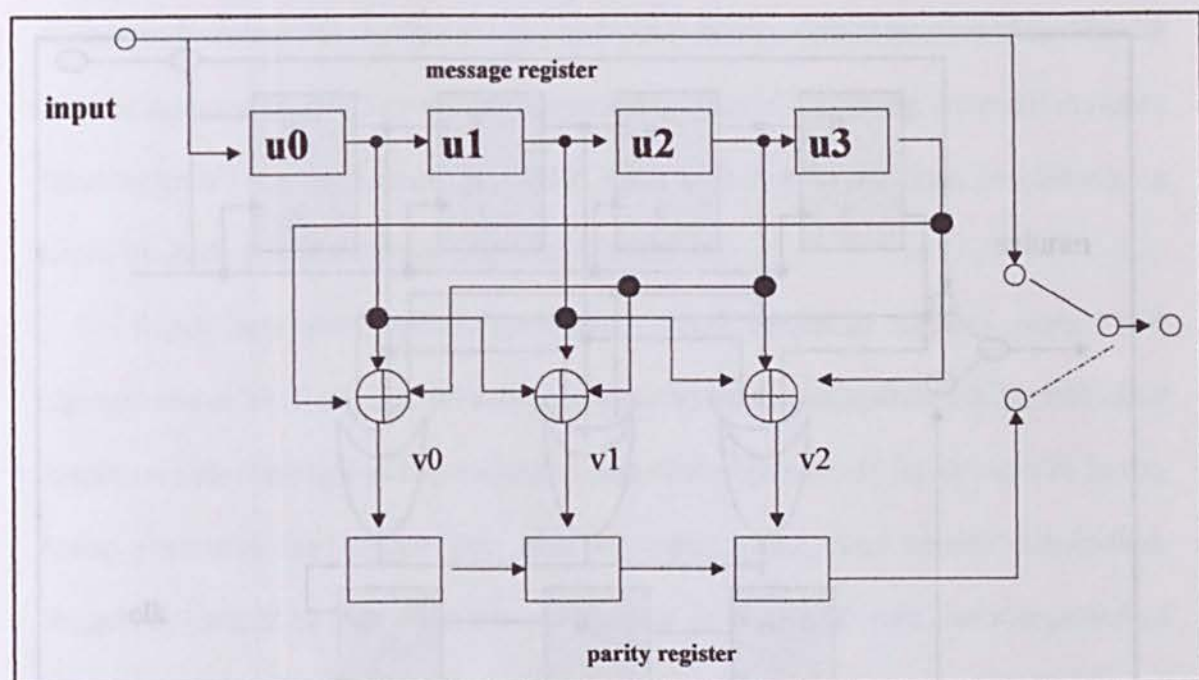 message register
input
u0 u1 u2 u3
v0 v1 v2
parity register